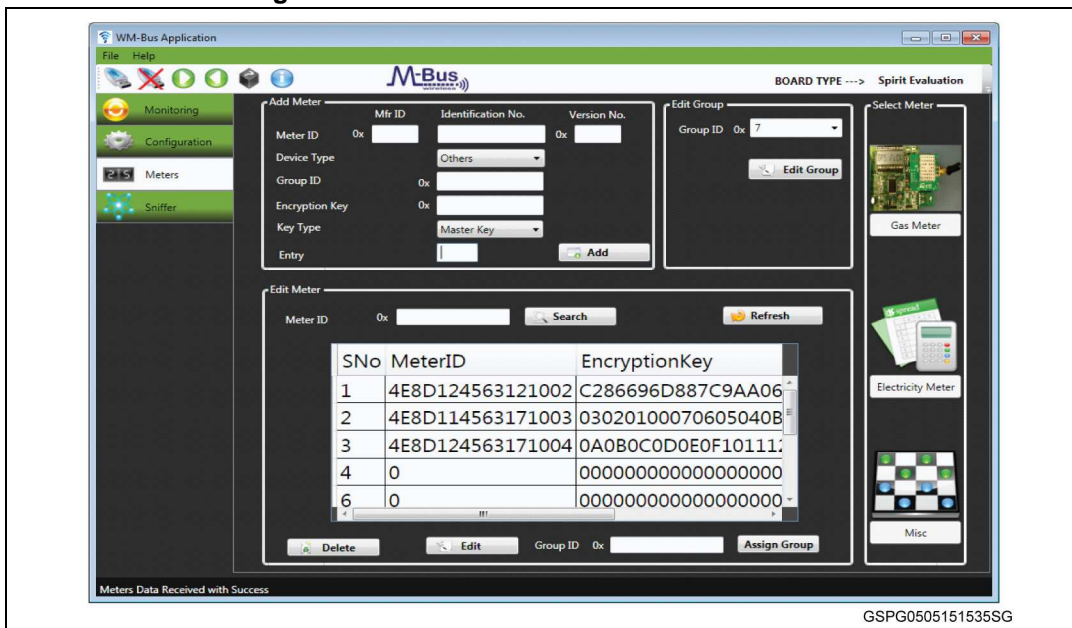 WM-Bus Application
File Help
M-Bus
wireless
BOARD TYPE ---> Spirit Evaluation
Monitoring
Configuration
Meters
Sniffer
Add Meter
Mfr ID Identification No. Version No.
Meter ID 0x 0x
Device Type Others
Group ID 0x
Encryption Key 0x
Key Type Master Key
Entry Add
Edit Group
Group ID 0x 7
Edit Group
Select Meter
Gas Meter
Electricity Meter
Misc
Edit Meter
Meter ID 0x Search Refresh
SNo MeterID EncryptionKey
1 4E8D124563121002 C286696D887C9AA06
2 4E8D114563171003 03020100070605040B
3 4E8D124563171004 0A0B0C0D0E0F101112
4 0 000000000000000000
6 0 000000000000000000
Delete Edit Group ID 0x Assign Group
Meters Data Received with Success
GSPG0505151535SG